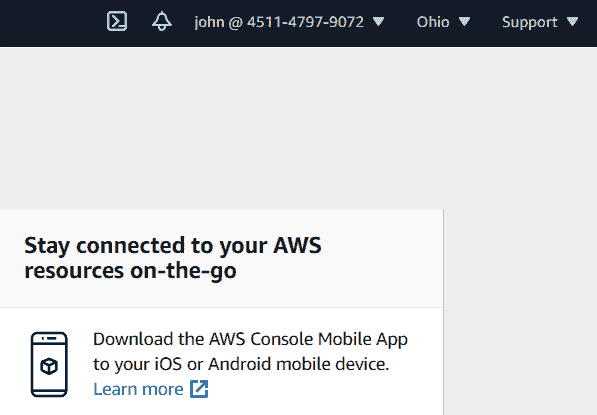 john @ 4511-4797-9072 Ohio Support
Stay connected to your AWS
resources on-the-go
Download the AWS Console Mobile App
to your iOS or Android mobile device.
Learn more